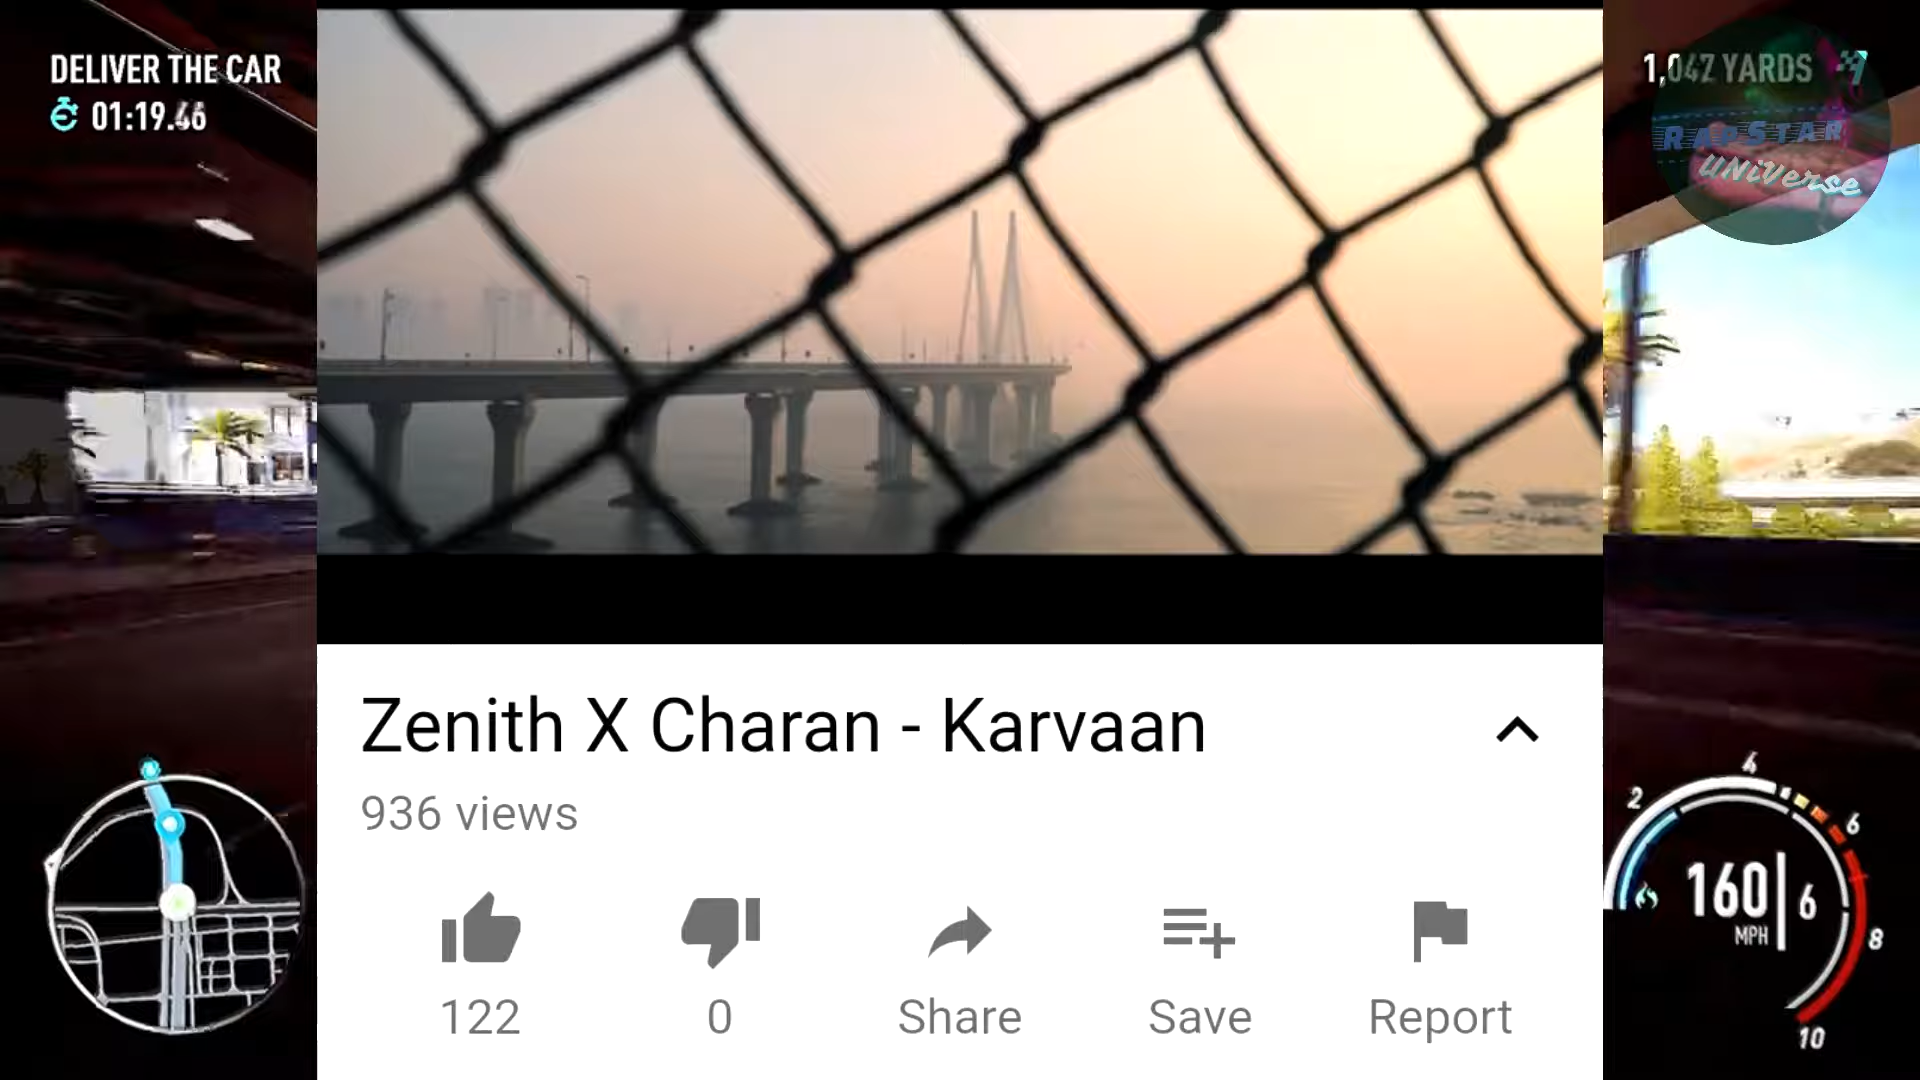 DELIVER THE CAR
01:19.46
1,047 YARDS
RAPSTAR
UNiVerse
Zenith X Charan - Karvaan
936 views
122
0
Share
Save
Report
2
4
6
8
10
160
6
MPH